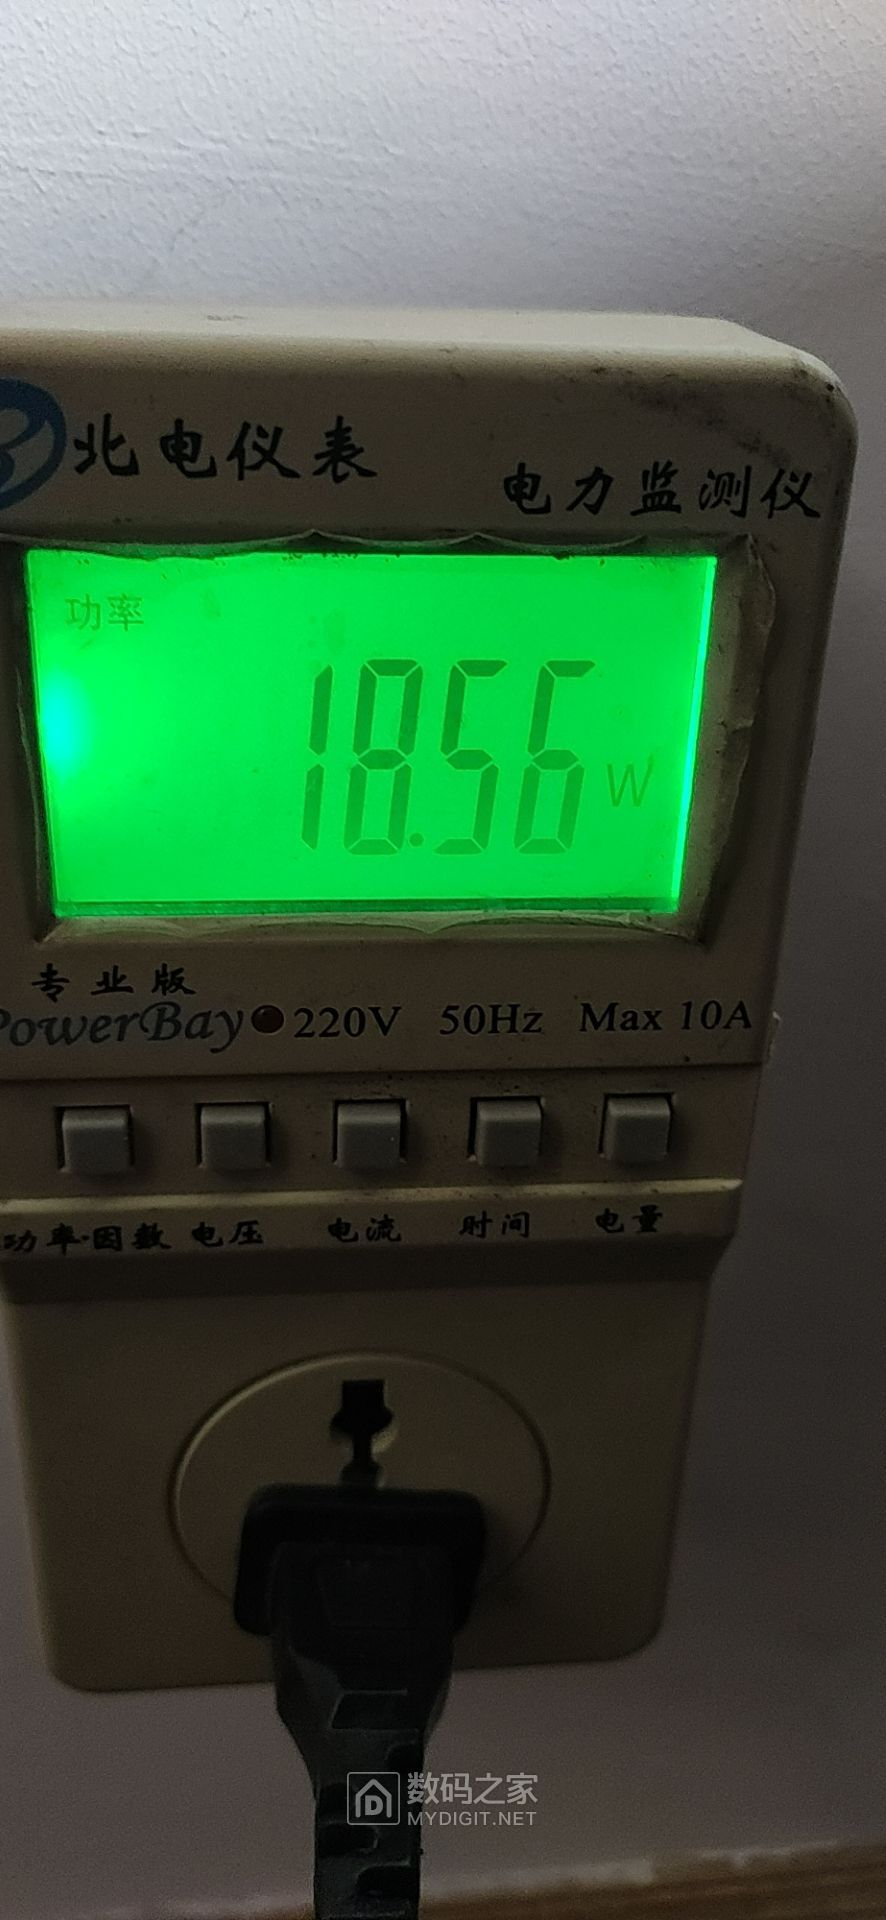 北电仪表
电力监测仪
功率
18.56 W
专业版
PowerBay 220V 50Hz Max 10A
功率·因数 电压 电流 时间 电量
数码之家
MYDIGIT.NET